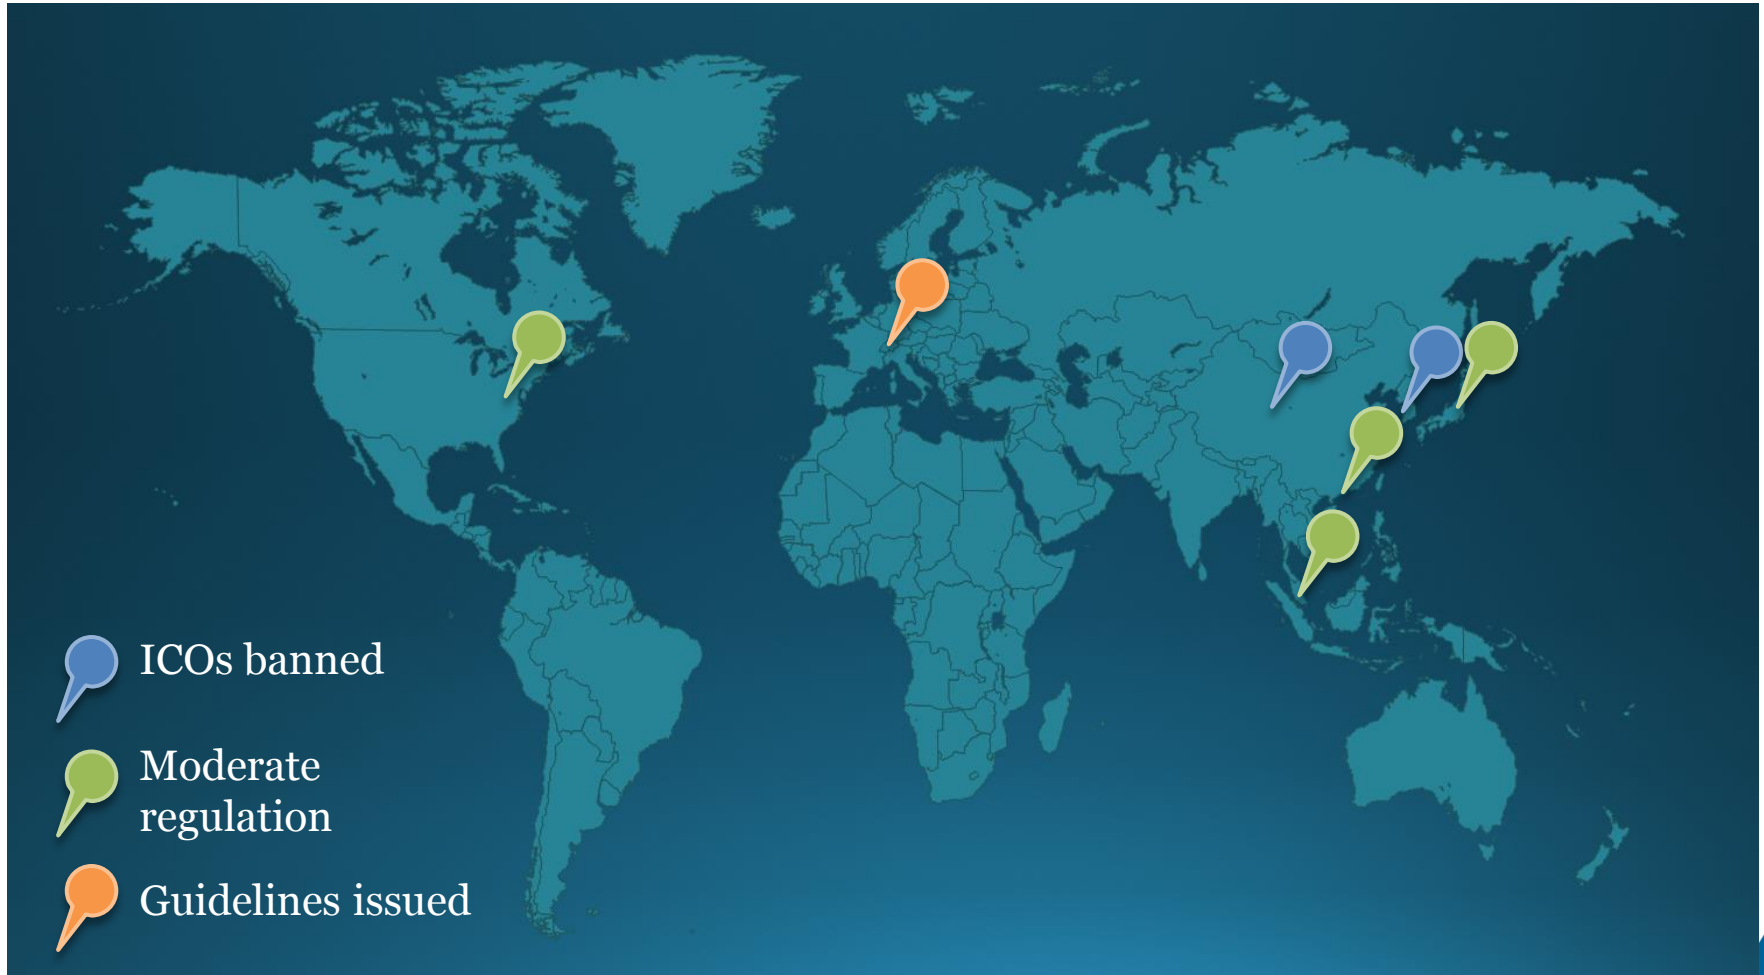 ICOs banned
Moderate
regulation
Guidelines issued